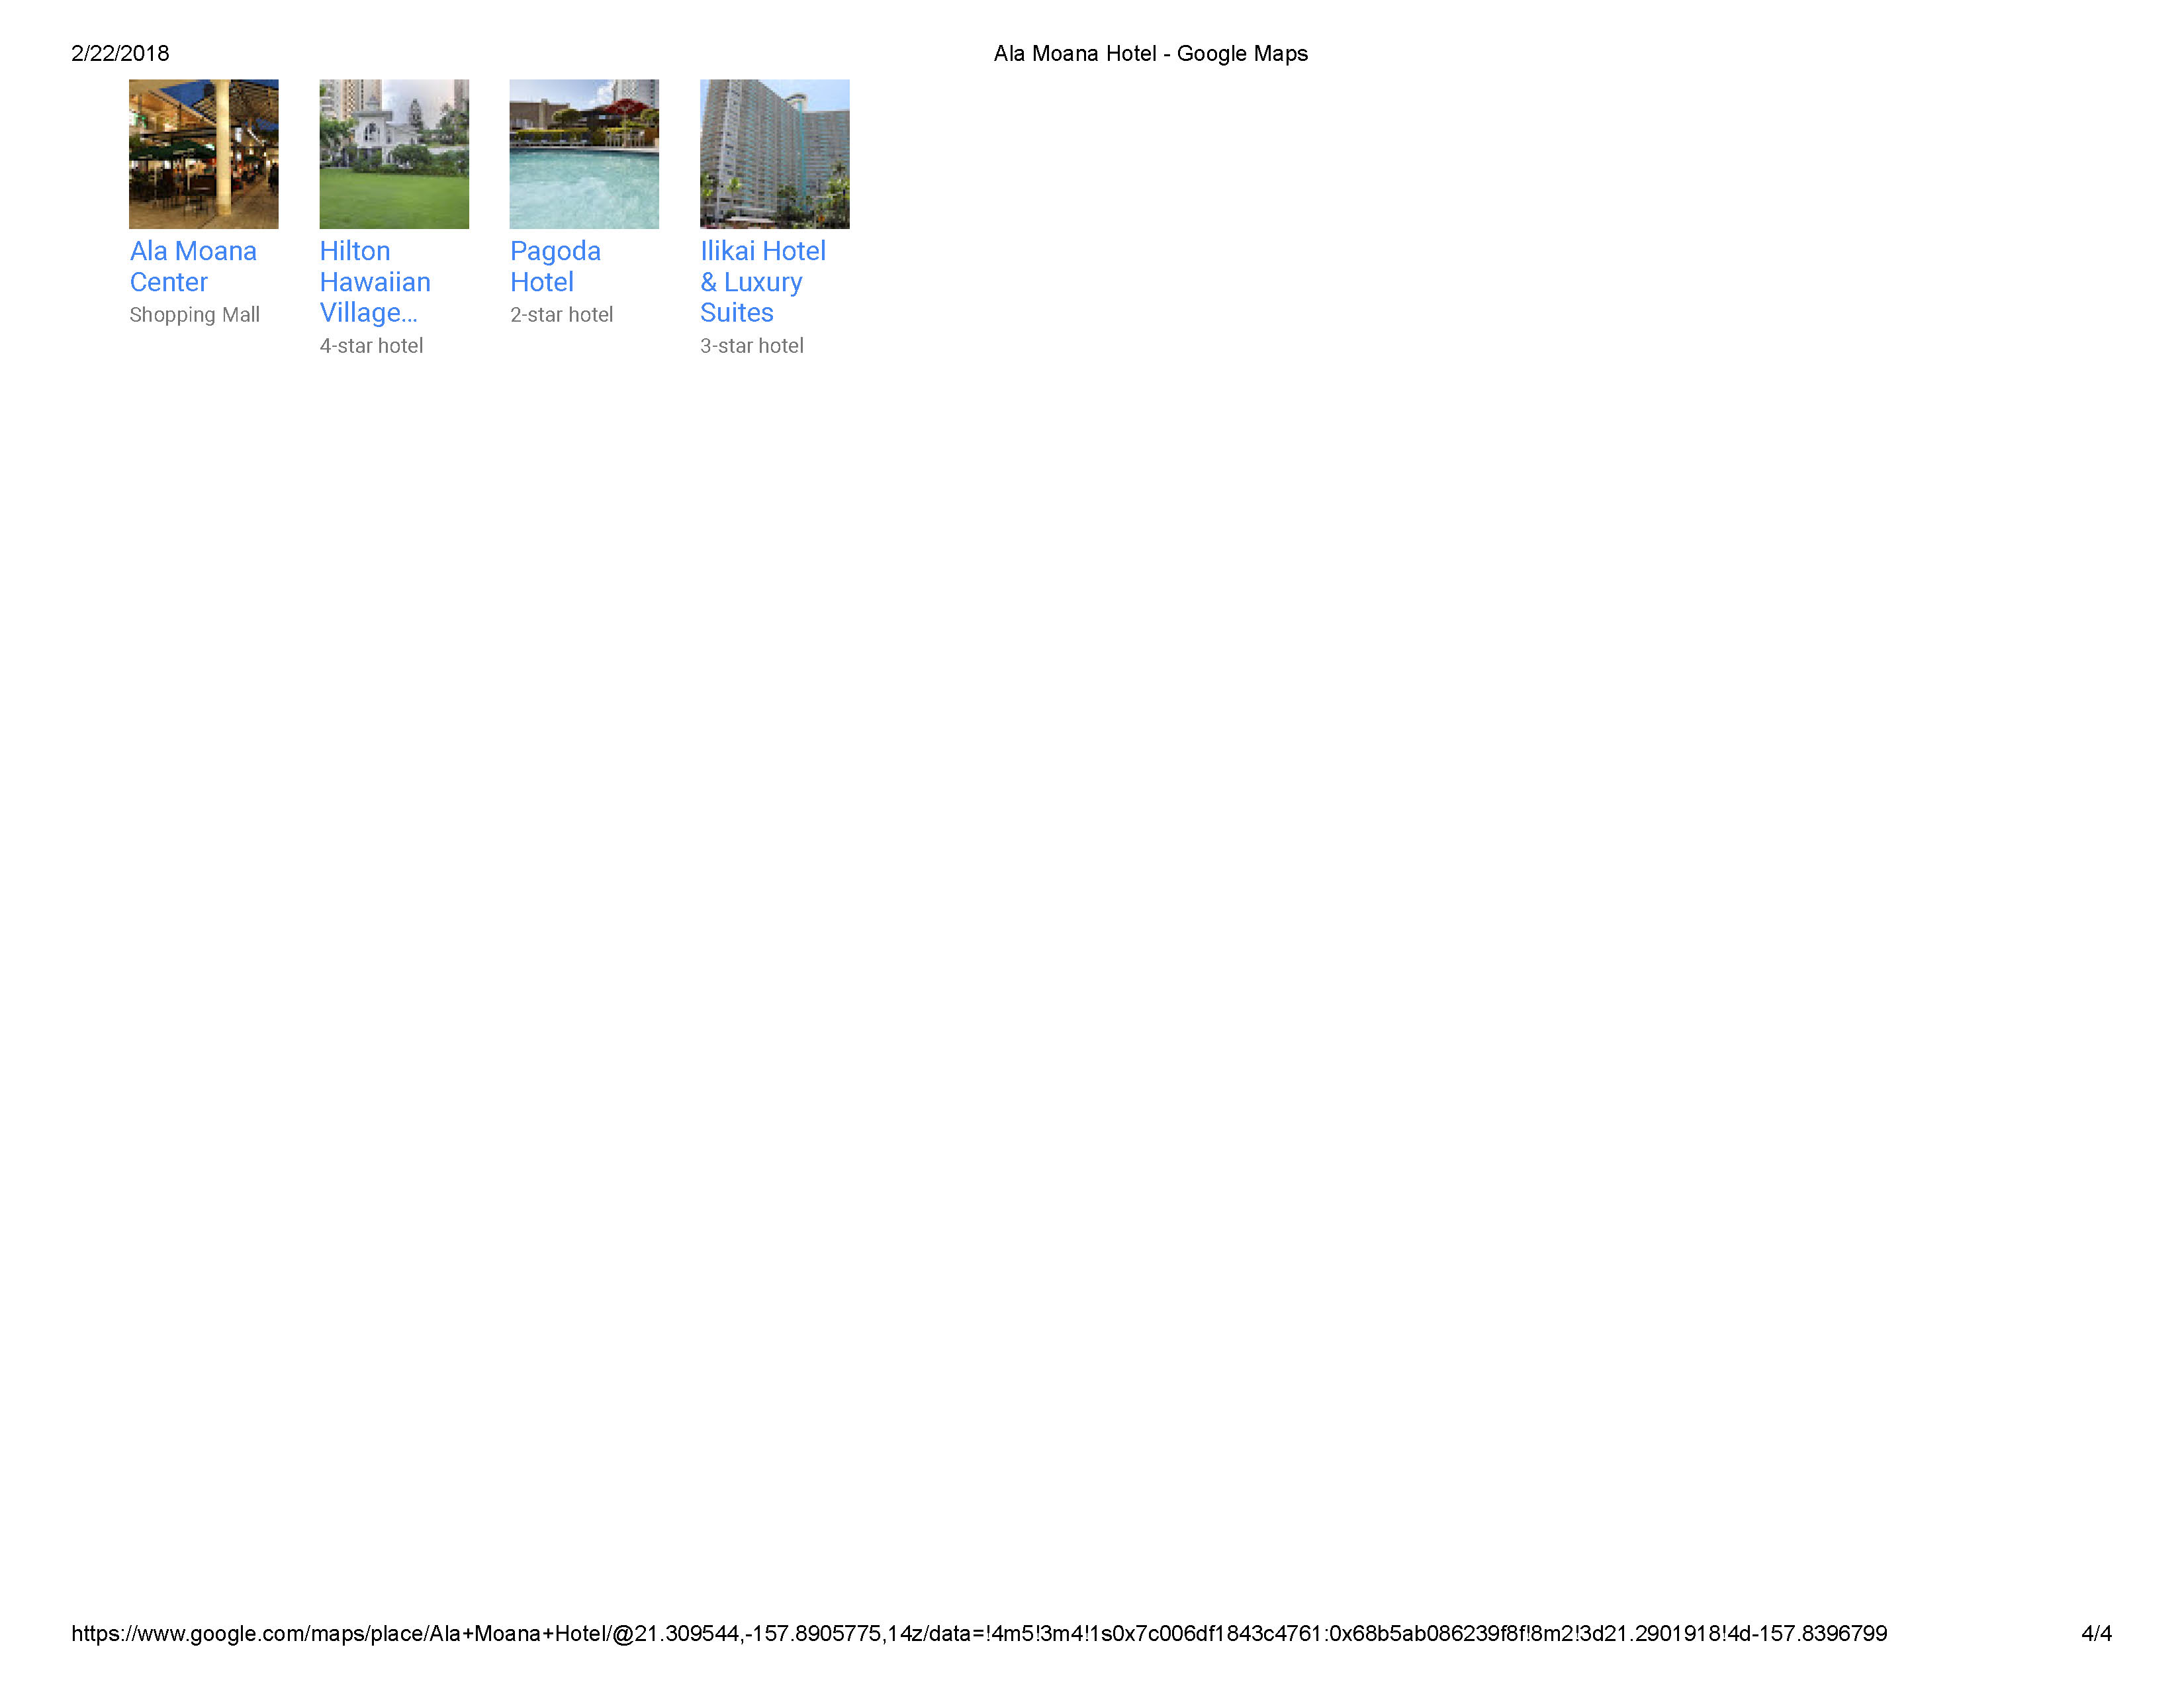 2/22/2018
Ala Moana Hotel - Google Maps
Ala Moana
Center
Shopping Mall
Hilton
Hawaiian
Village...
4-star hotel
Pagoda
Hotel
2-star hotel
Ilikai Hotel
& Luxury
Suites
3-star hotel
https://www.google.com/maps/place/Ala+Moana+Hotel/@21.309544,-157.8905775,14z/data=!4m5!3m4!1s0x7c006df1843c4761:0x68b5ab086239f8f!8m2!3d21.2901918!4d-157.8396799
4/4